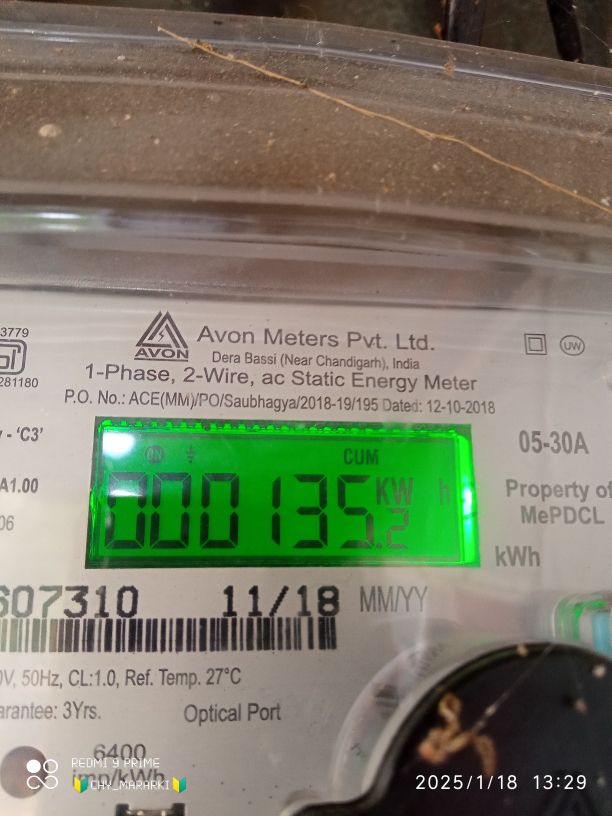 3779
281180
AVON
Avon Meters Pvt. Ltd.
Dera Bassi (Near Chandigarh), India
UW
1-Phase, 2-Wire, ac Static Energy Meter
P.O. No.: ACE(MM)/PO/Saubhagya/2018-19/195 Dated: 12-10-2018
- 'C3'
ON
CUM
05-30A
A1.00
000135.2
KW h
Property of
MePDCL
06
kWh
607310
11/18
MM/YY
0V, 50Hz, CL:1.0, Ref. Temp. 27°C
arantee: 3Yrs.
Optical Port
6400
imp/kWh
REDMI 9 PRIME
CHY_MARAPKI
2025/1/18 13:29